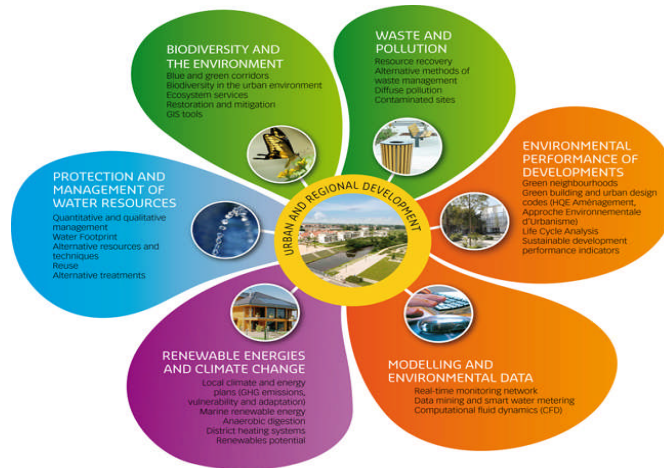 BIODIVERSITY AND
THE ENVIRONMENT
Blue and green corridors
Biodiversity in the urban environment
Ecosystem services
Restoration and mitigation
GIS tools
WASTE AND
POLLUTION
Resource recovery
Alternative methods of
waste management
Diffuse pollution
Contaminated sites
ENVIRONMENTAL
PERFORMANCE OF
DEVELOPMENTS
Green neighbourhoods
Green building and urban design
codes (HQE Aménagement,
Approche Environnementale
d'Urbanisme)
Life Cycle Analysis
Sustainable development
performance indicators
PROTECTION AND
MANAGEMENT OF
WATER RESOURCES
Quantitative and qualitative
management
Water Footprint
Alternative resources and
techniques
Reuse
Alternative treatments
URBAN AND REGIONAL DEVELOPMENT
RENEWABLE ENERGIES
AND CLIMATE CHANGE
Local climate and energy
plans (GHG emissions,
vulnerability and adaptation)
Marine renewable energy
Anaerobic digestion
District heating systems
Renewables potential
MODELLING AND
ENVIRONMENTAL DATA
Real-time monitoring network
Data mining and smart water metering
Computational fluid dynamics (CFD)